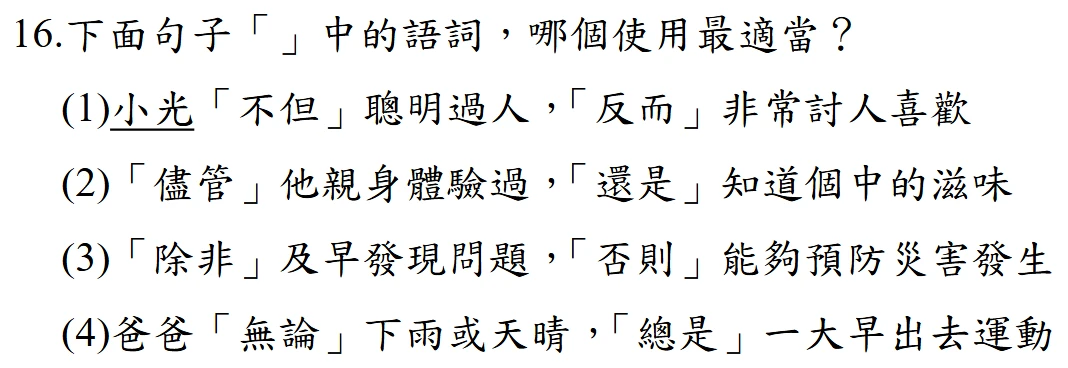 16.下面句子「」中的語詞，哪個使用最適當？
(1)小光「不但」聰明過人，「反而」非常討人喜歡
(2)「儘管」他親身體驗過，「還是」知道個中的滋味
(3)「除非」及早發現問題，「否則」能夠預防災害發生
(4)爸爸「無論」下雨或天晴，「總是」一大早出去運動